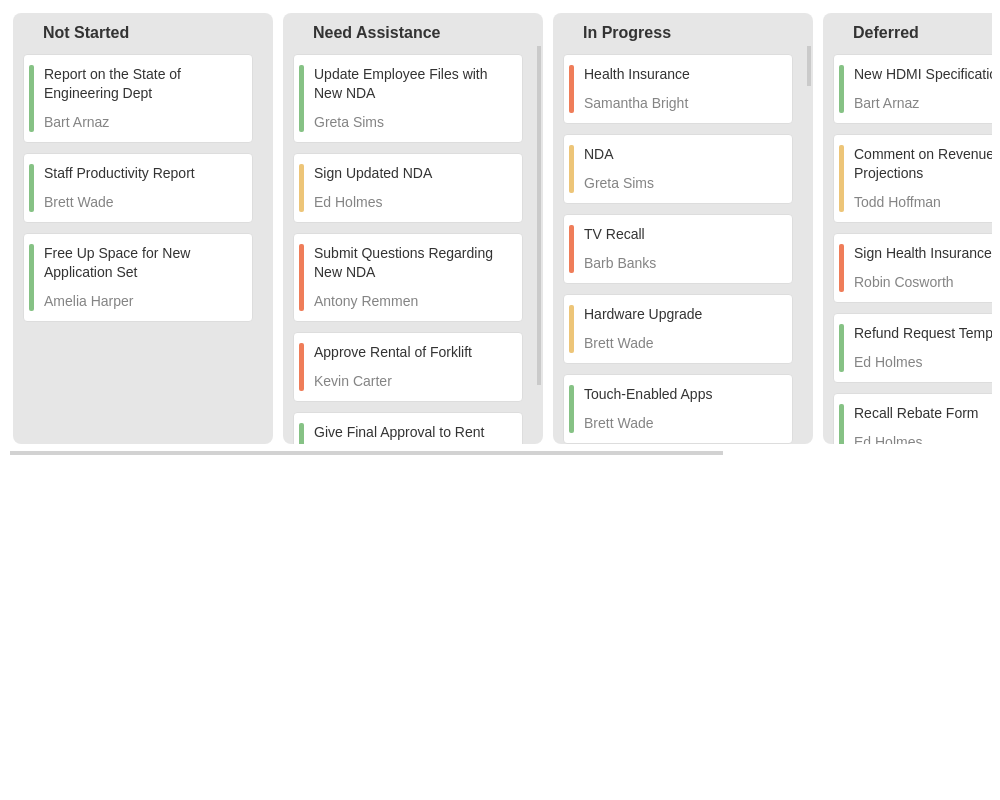 Not Started
Report on the State of
Engineering Dept
Bart Arnaz
Staff Productivity Report
Brett Wade
Free Up Space for New
Application Set
Amelia Harper
Need Assistance
Update Employee Files with
New NDA
Greta Sims
Sign Updated NDA
Ed Holmes
Submit Questions Regarding
New NDA
Antony Remmen
Approve Rental of Forklift
Kevin Carter
Give Final Approval to Rent
In Progress
Health Insurance
Samantha Bright
NDA
Greta Sims
TV Recall
Barb Banks
Hardware Upgrade
Brett Wade
Touch-Enabled Apps
Brett Wade
Deferred
New HDMI
Bart Arnaz
Comment on Revenue
Projections
Todd Hoffman
Sign Health Insurance
Robin Cosworth
Refund Request
Ed Holmes
Recall Rebate Form
Ed Holmes